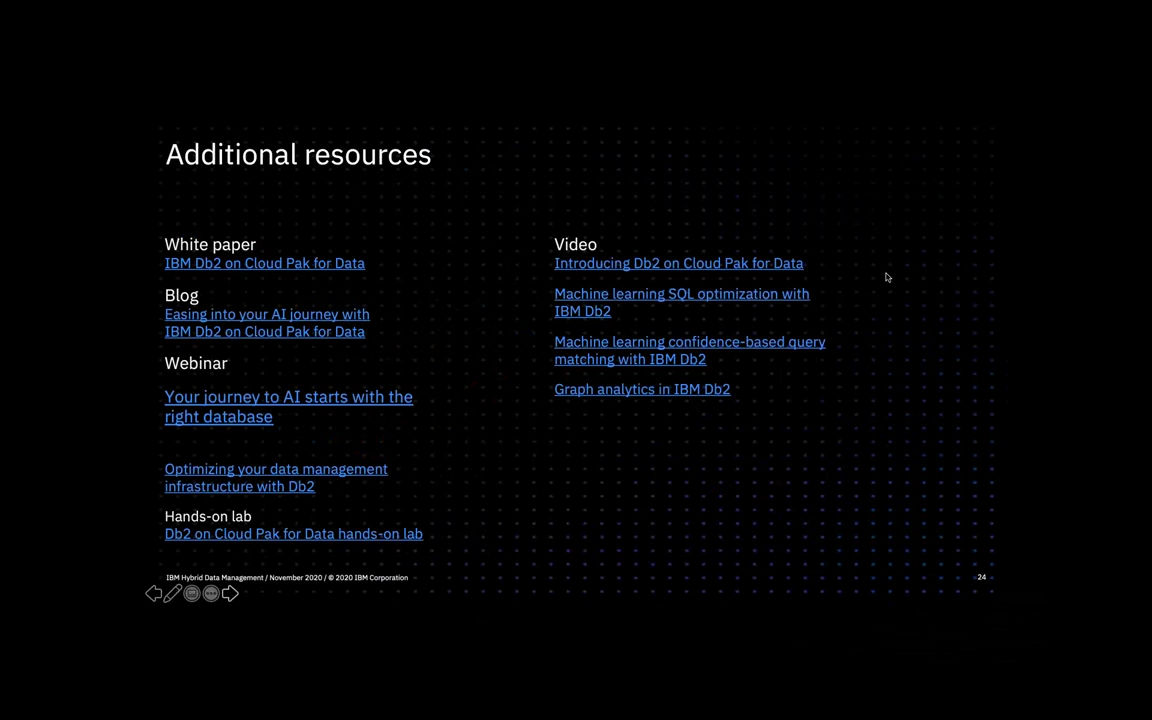 Additional resources
White paper
IBM Db2 on Cloud Pak for Data
Blog
Easing into your AI journey with
IBM Db2 on Cloud Pak for Data
Webinar
Your journey to AI starts with the
right database
Optimizing your data management
infrastructure with Db2
Hands-on lab
Db2 on Cloud Pak for Data hands-on lab
Video
Introducing Db2 on Cloud Pak for Data
Machine learning SQL optimization with
IBM Db2
Machine learning confidence-based query
matching with IBM Db2
Graph analytics in IBM Db2
IBM Hybrid Data Management / November 2020 / © 2020 IBM Corporation
24